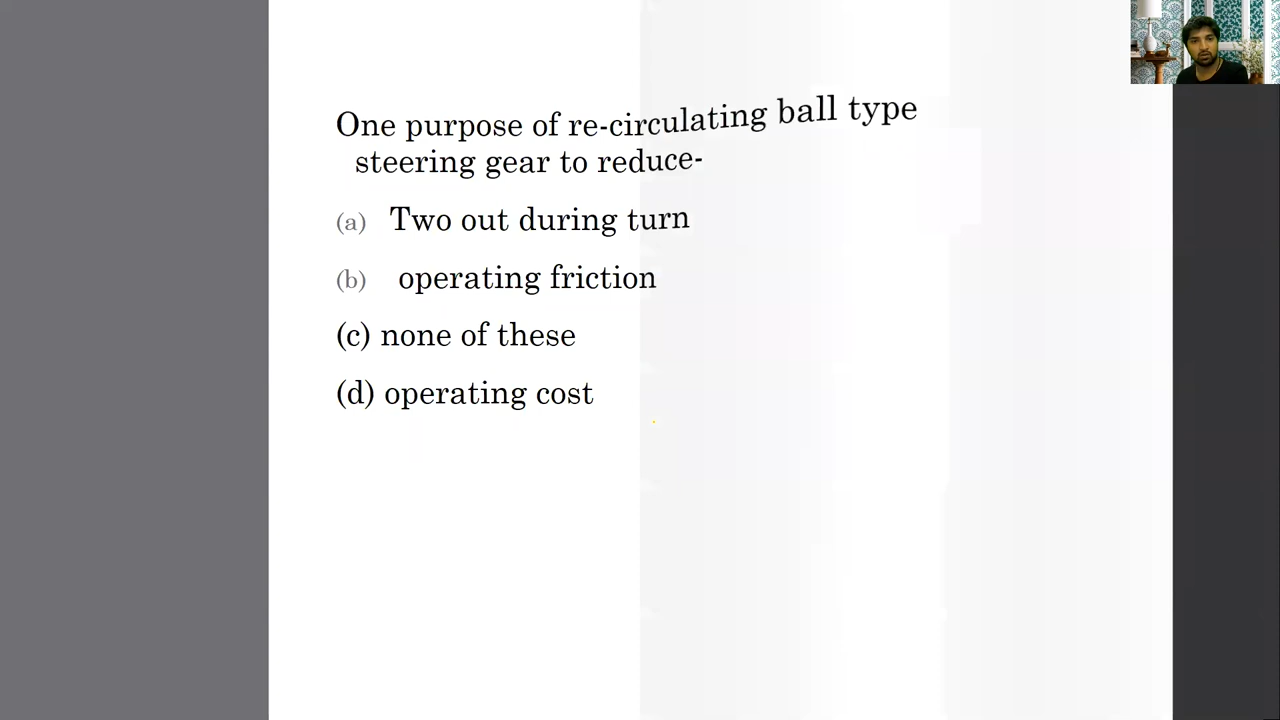 One purpose of re-circulating ball type
steering gear to reduce-
(a) Two out during turn
(b) operating friction
(c) none of these
(d) operating cost